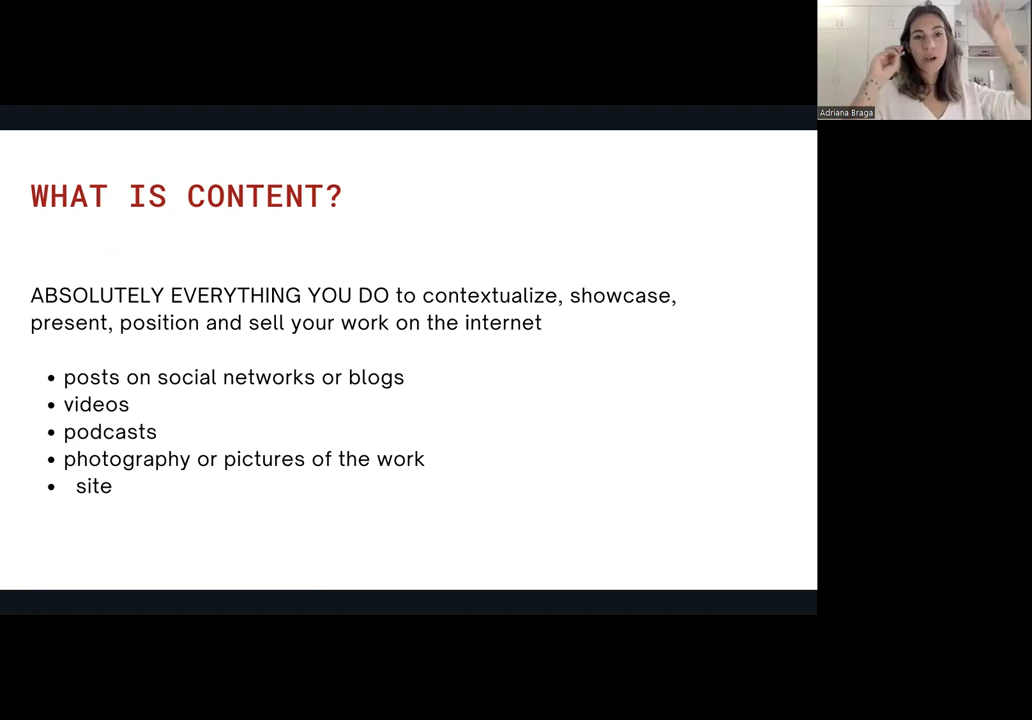 Adriana Braga
WHAT IS CONTENT?
ABSOLUTELY EVERYTHING YOU DO to contextualize, showcase,
present, position and sell your work on the internet
• posts on social networks or blogs
• videos
• podcasts
• photography or pictures of the work
• site